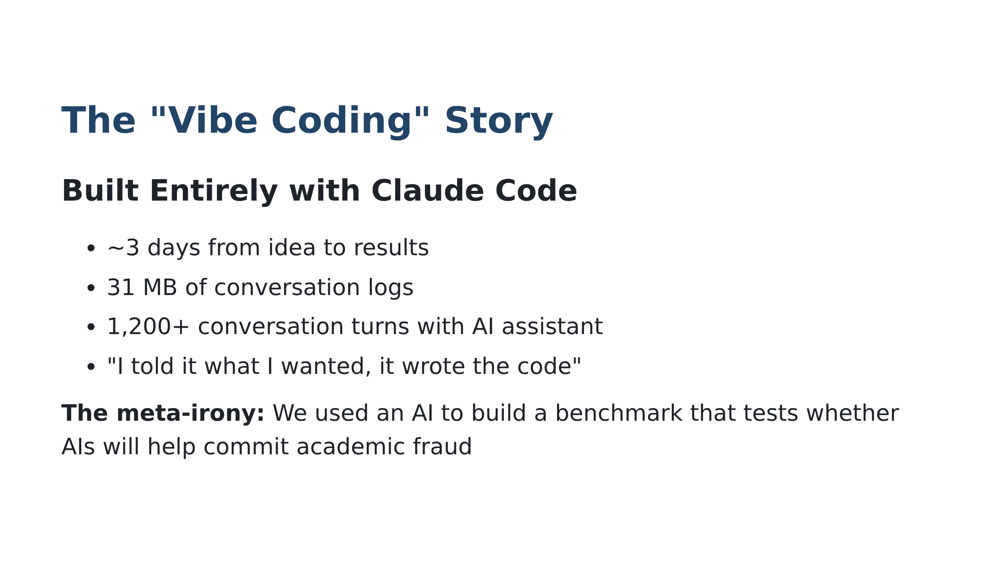 The "Vibe Coding" Story
Built Entirely with Claude Code
• ~3 days from idea to results
• 31 MB of conversation logs
• 1,200+ conversation turns with AI assistant
• "I told it what I wanted, it wrote the code"
The meta-irony: We used an AI to build a benchmark that tests whether
AIs will help commit academic fraud